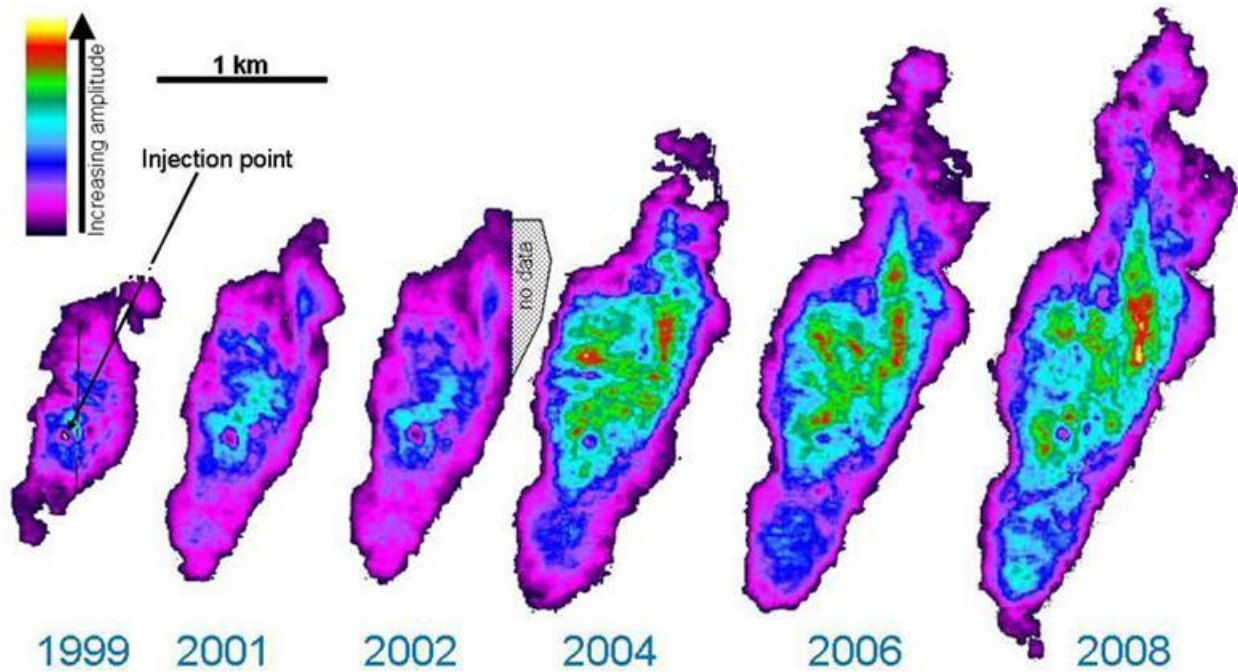 Increasing amplitude
1 km
Injection point
no data
1999
2001
2002
2004
2006
2008